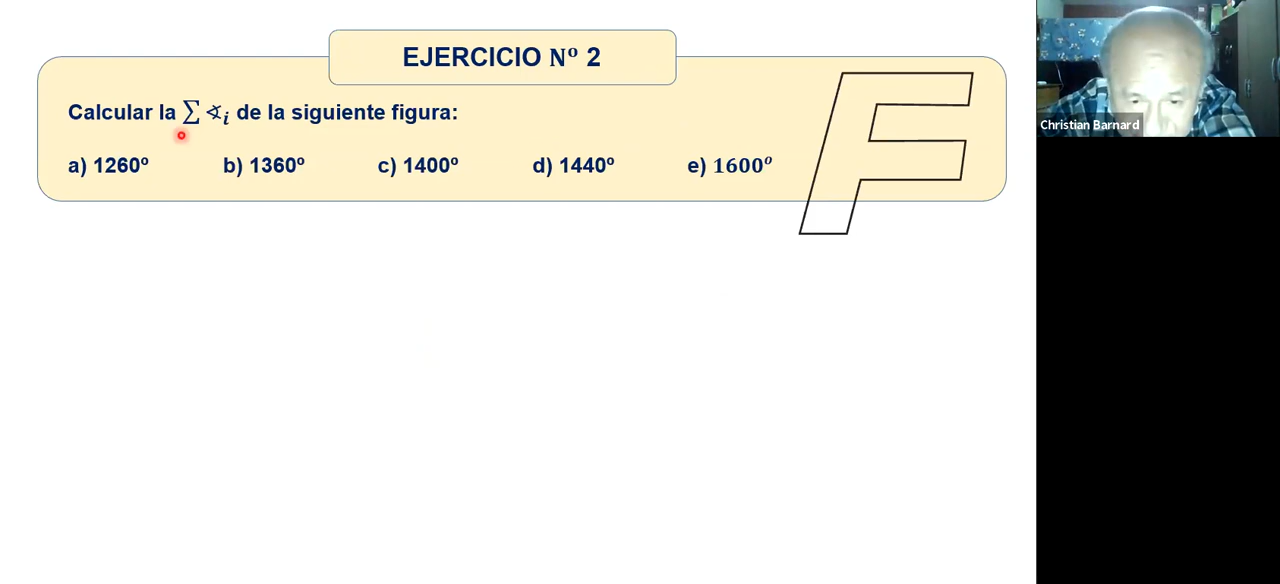 EJERCICIO Nº 2
Calcular la ∑ ∢ᵢ de la siguiente figura:
a) 1260º b) 1360º c) 1400º d) 1440º e) 1600º
Christian Barnard